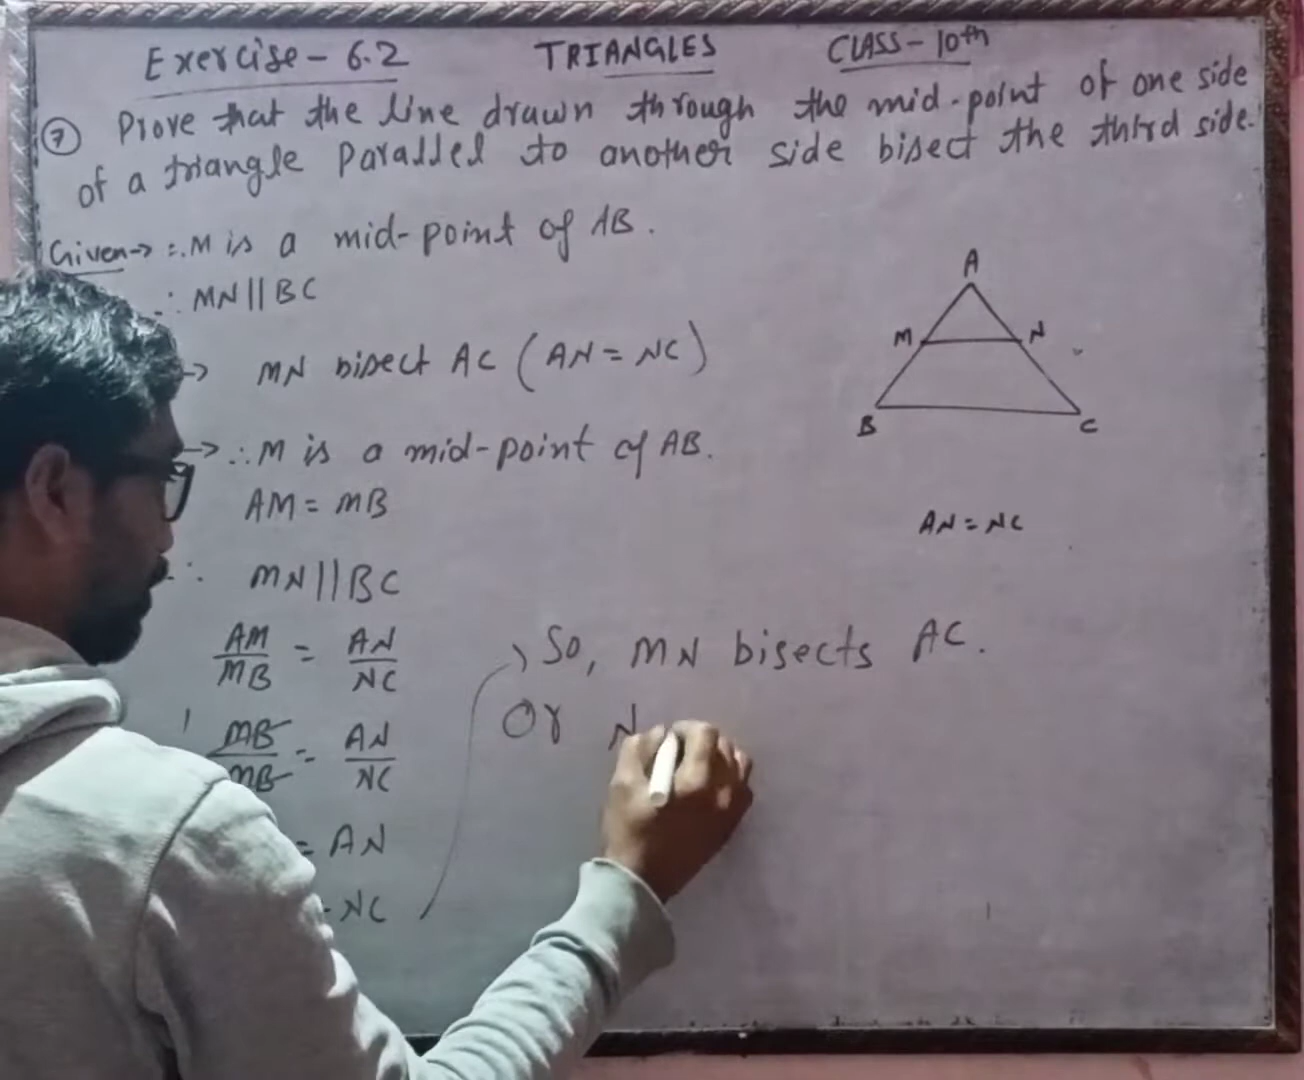 Exercise - 6.2 TRIANGLES CLASS - 10th
⑦ Prove that the line drawn through the mid-point of one side
of a triangle Parallel to another side bisect the third side.
Given → ∴ M is a mid-point of AB.
∴ MN || BC
→ MN bisect AC (AN = NC)
→ ∴ M is a mid-point of AB.
AM = MB
∴ MN || BC
AM/MB = AN/NC
MB/MB = AN/NC
= AN
NC
A
M N
B C
AN = NC
So, MN bisects AC.
Or N